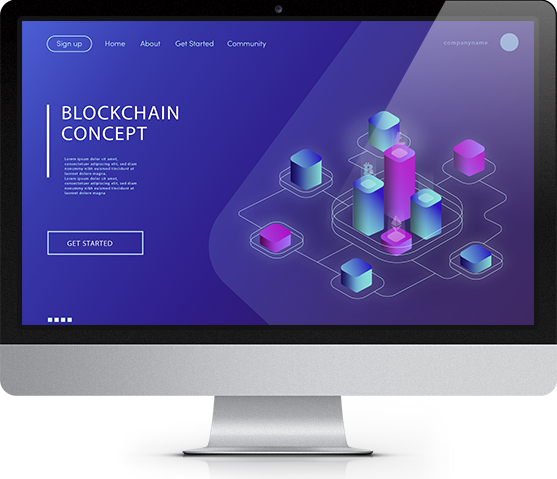 Sign up
Home
About
Get Started
Community
companyname
BLOCKCHAIN
CONCEPT
Lorem ipsum dolor sit amet,
consectetuer adipiscing elit, sed diam
nonummy nibh euismod tincidunt ut
laoreet dolore magna
Lorem ipsum dolor sit amet,
consectetuer adipiscing elit, sed diam
nonummy nibh euismod tincidunt ut
laoreet dolore magna
GET STARTED